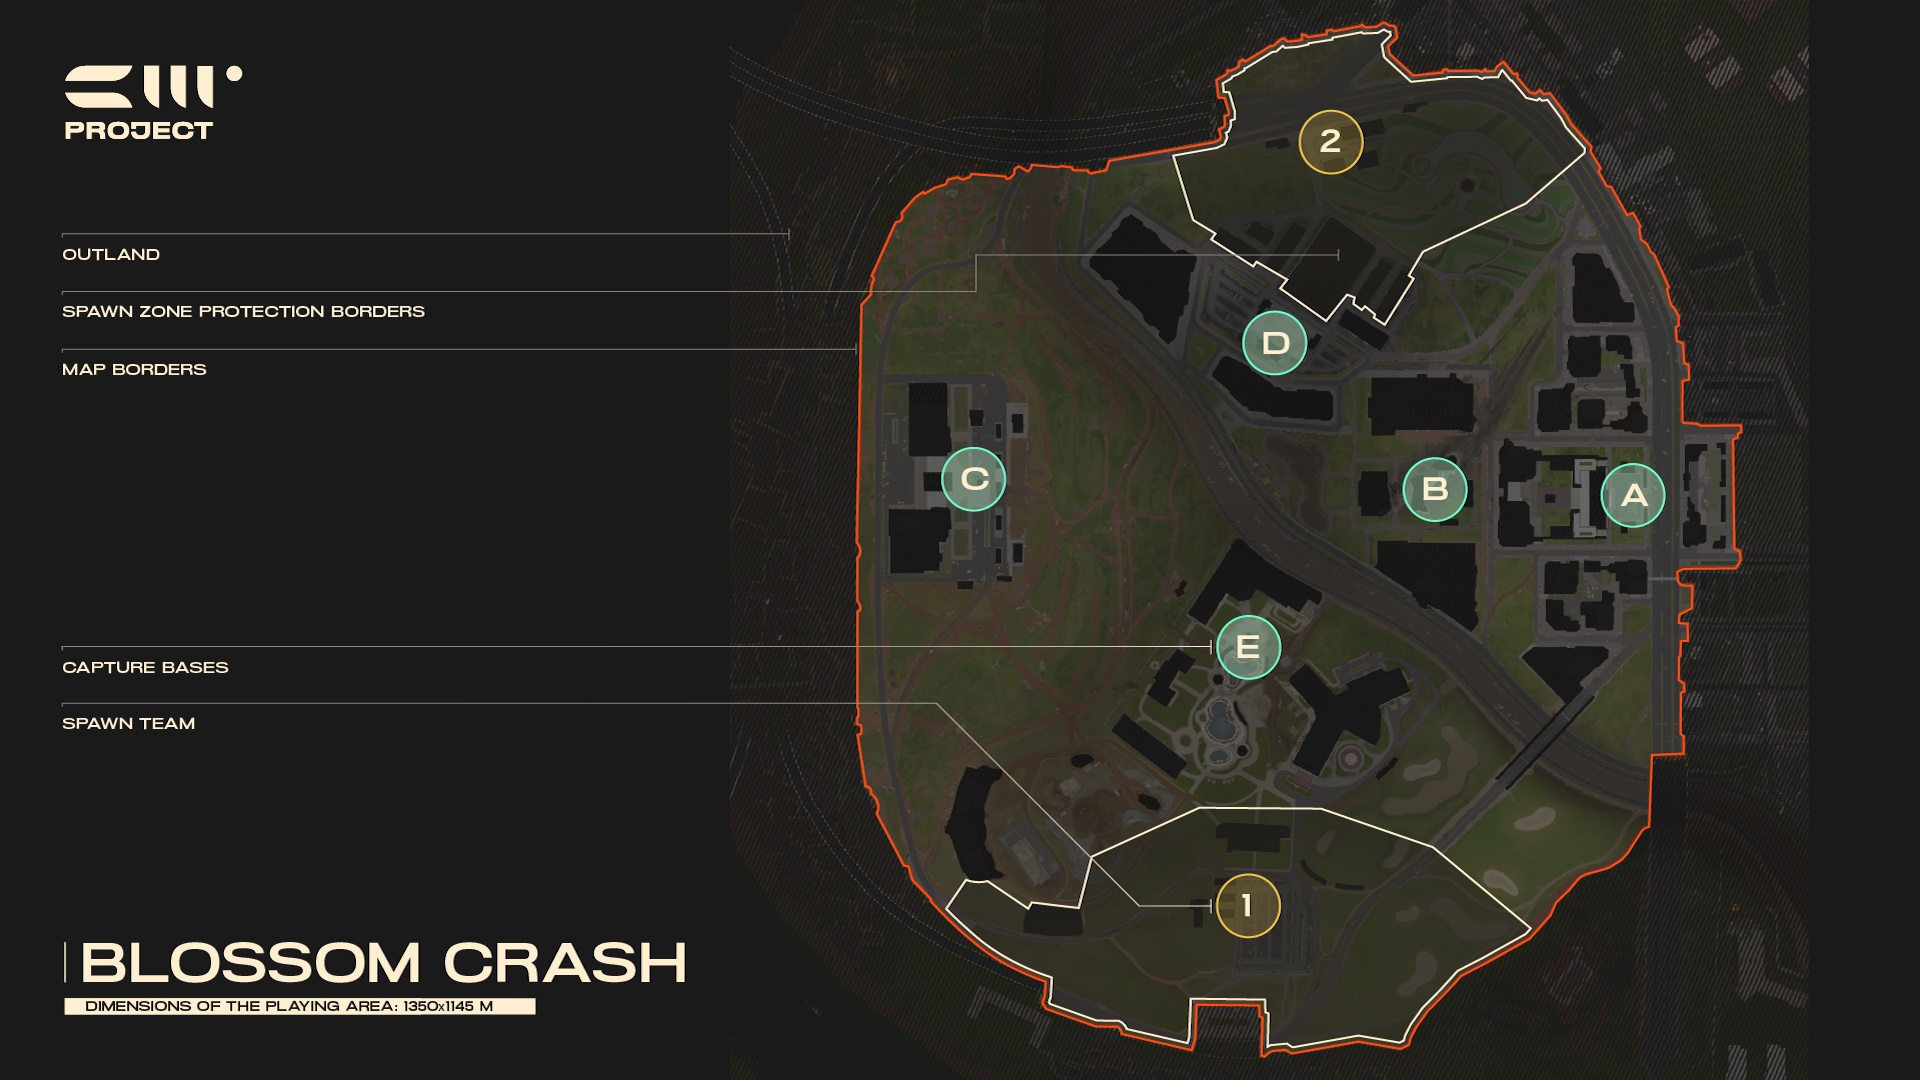 PROJECT
OUTLAND
SPAWN ZONE PROTECTION BORDERS
MAP BORDERS
CAPTURE BASES
SPAWN TEAM
2
D
C
B
A
E
1
BLOSSOM CRASH
DIMENSIONS OF THE PLAYING AREA: 1350x1145 M